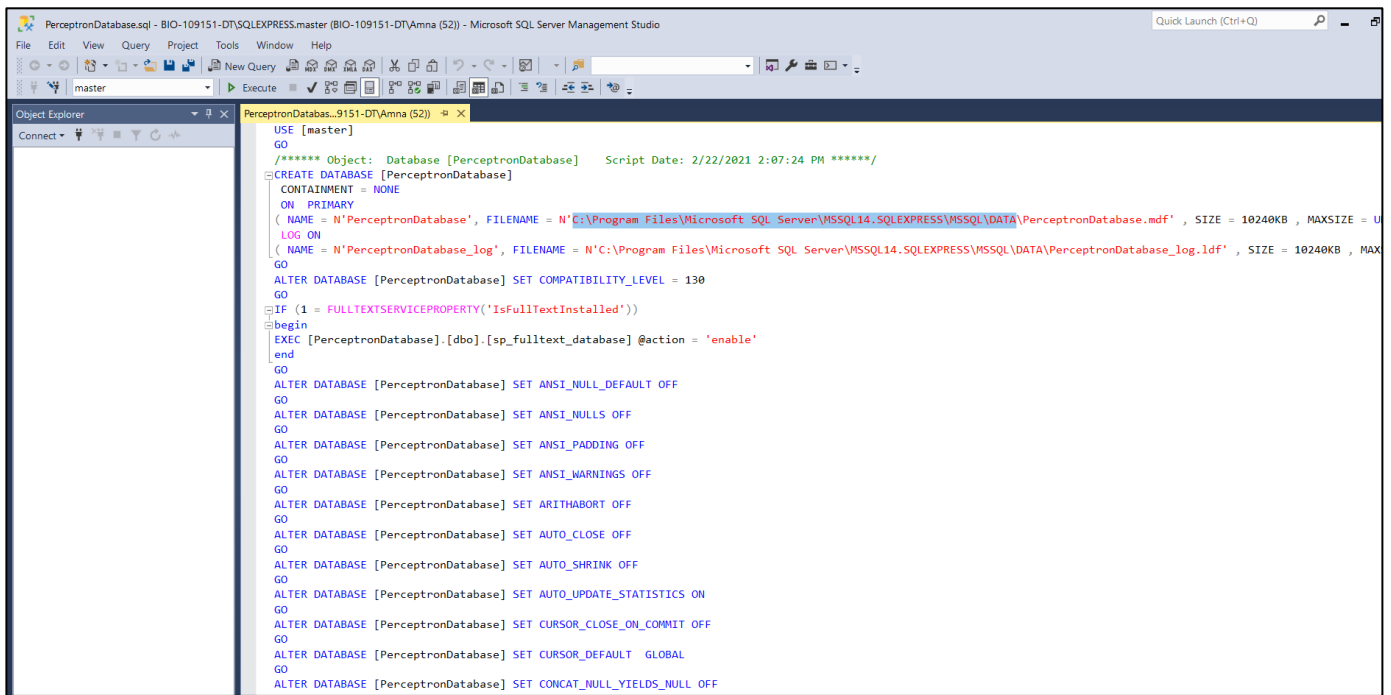 PerceptronDatabase.sql - BIO-109151-DT\SQLEXPRESS.master (BIO-109151-DT\Amna (52)) - Microsoft SQL Server Management Studio
Quick Launch (Ctrl+Q)
File Edit View Query Project Tools Window Help
New Query
master
Execute
Object Explorer
PerceptronDatabas...9151-DT\Amna (52))
Connect
USE [master]
GO
/****** Object:  Database [PerceptronDatabase]    Script Date: 2/22/2021 2:07:24 PM ******/
CREATE DATABASE [PerceptronDatabase]
CONTAINMENT = NONE
ON  PRIMARY
( NAME = N'PerceptronDatabase', FILENAME = N'C:\Program Files\Microsoft SQL Server\MSSQL14.SQLEXPRESS\MSSQL\DATA\PerceptronDatabase.mdf' , SIZE = 10240KB , MAXSIZE = U
LOG ON
( NAME = N'PerceptronDatabase_log', FILENAME = N'C:\Program Files\Microsoft SQL Server\MSSQL14.SQLEXPRESS\MSSQL\DATA\PerceptronDatabase_log.ldf' , SIZE = 10240KB , MAX
GO
ALTER DATABASE [PerceptronDatabase] SET COMPATIBILITY_LEVEL = 130
GO
IF (1 = FULLTEXTSERVICEPROPERTY('IsFullTextInstalled'))
begin
EXEC [PerceptronDatabase].[dbo].[sp_fulltext_database] @action = 'enable'
end
GO
ALTER DATABASE [PerceptronDatabase] SET ANSI_NULL_DEFAULT OFF
GO
ALTER DATABASE [PerceptronDatabase] SET ANSI_NULLS OFF
GO
ALTER DATABASE [PerceptronDatabase] SET ANSI_PADDING OFF
GO
ALTER DATABASE [PerceptronDatabase] SET ANSI_WARNINGS OFF
GO
ALTER DATABASE [PerceptronDatabase] SET ARITHABORT OFF
GO
ALTER DATABASE [PerceptronDatabase] SET AUTO_CLOSE OFF
GO
ALTER DATABASE [PerceptronDatabase] SET AUTO_SHRINK OFF
GO
ALTER DATABASE [PerceptronDatabase] SET AUTO_UPDATE_STATISTICS ON
GO
ALTER DATABASE [PerceptronDatabase] SET CURSOR_CLOSE_ON_COMMIT OFF
GO
ALTER DATABASE [PerceptronDatabase] SET CURSOR_DEFAULT  GLOBAL
GO
ALTER DATABASE [PerceptronDatabase] SET CONCAT_NULL_YIELDS_NULL OFF